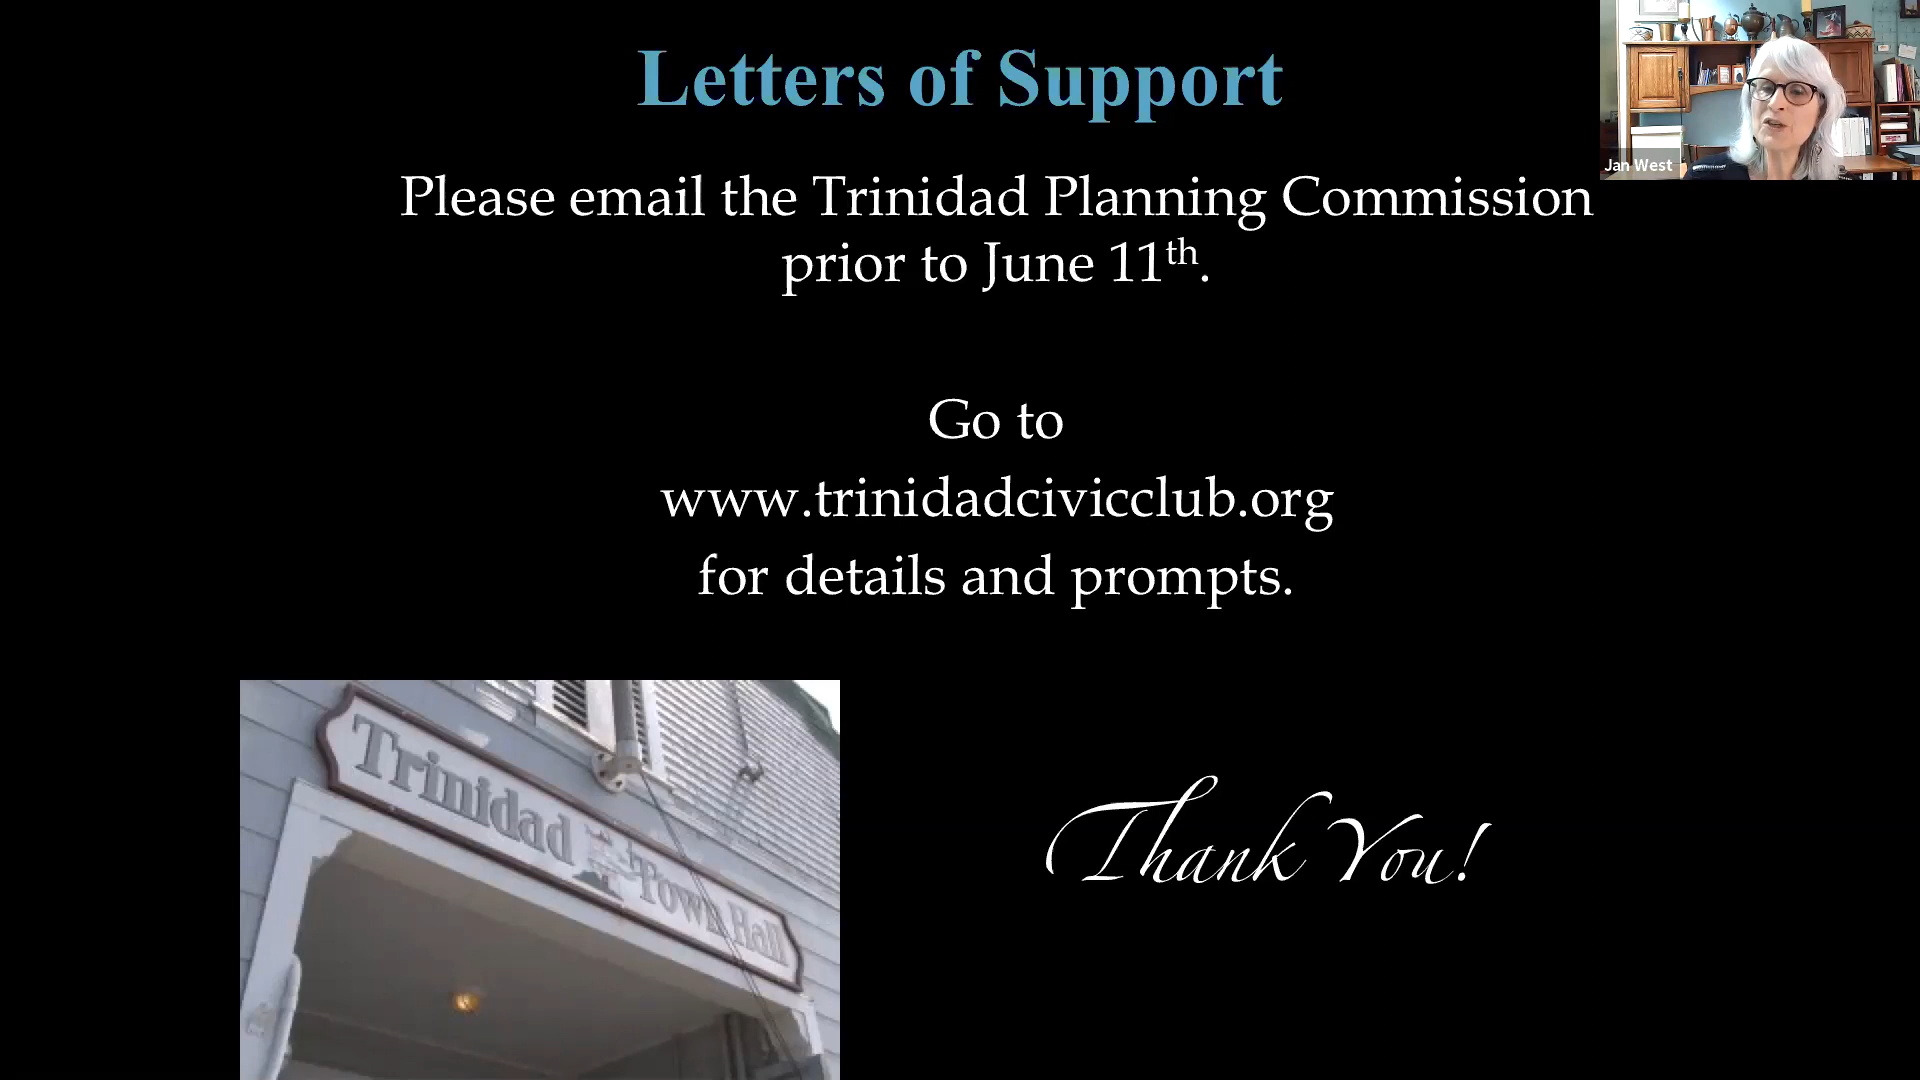 Letters of Support
Jan West
Please email the Trinidad Planning Commission
prior to June 11th.
Go to
www.trinidadcivicclub.org
for details and prompts.
Trinidad Town Hall
Thank You!